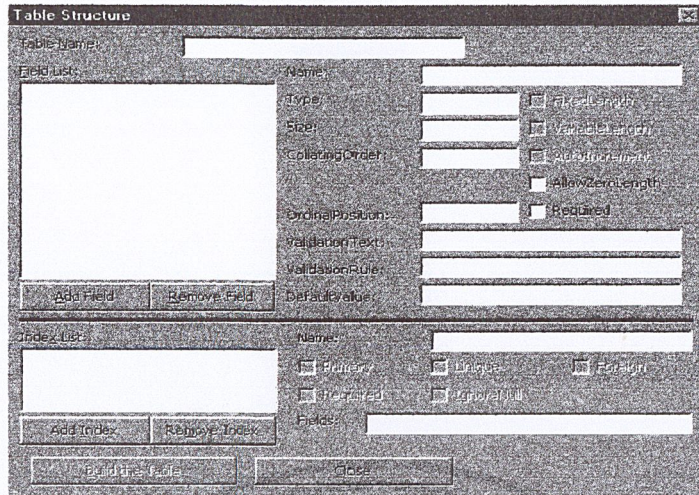 Table Structure
Table Name:
Field List:
Name:
Type:
FixedLength
Size:
VariableLength
CollatingOrder:
AutoIncrement
AllowZeroLength
OrdinalPosition:
Required
ValidationText:
ValidationRule:
Add Field
Remove Field
DefaultValue:
Index List:
Name:
Primary
Unique
Foreign
Required
IgnoreNull
Add Index
Remove Index
Fields:
Build the Table
Close